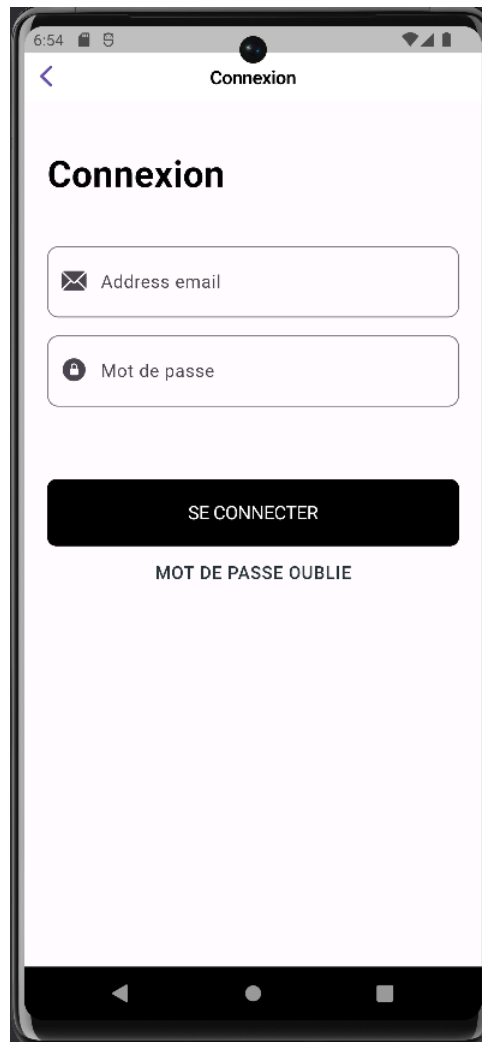 6:54
Connexion
Connexion
Address email
Mot de passe
SE CONNECTER
MOT DE PASSE OUBLIE